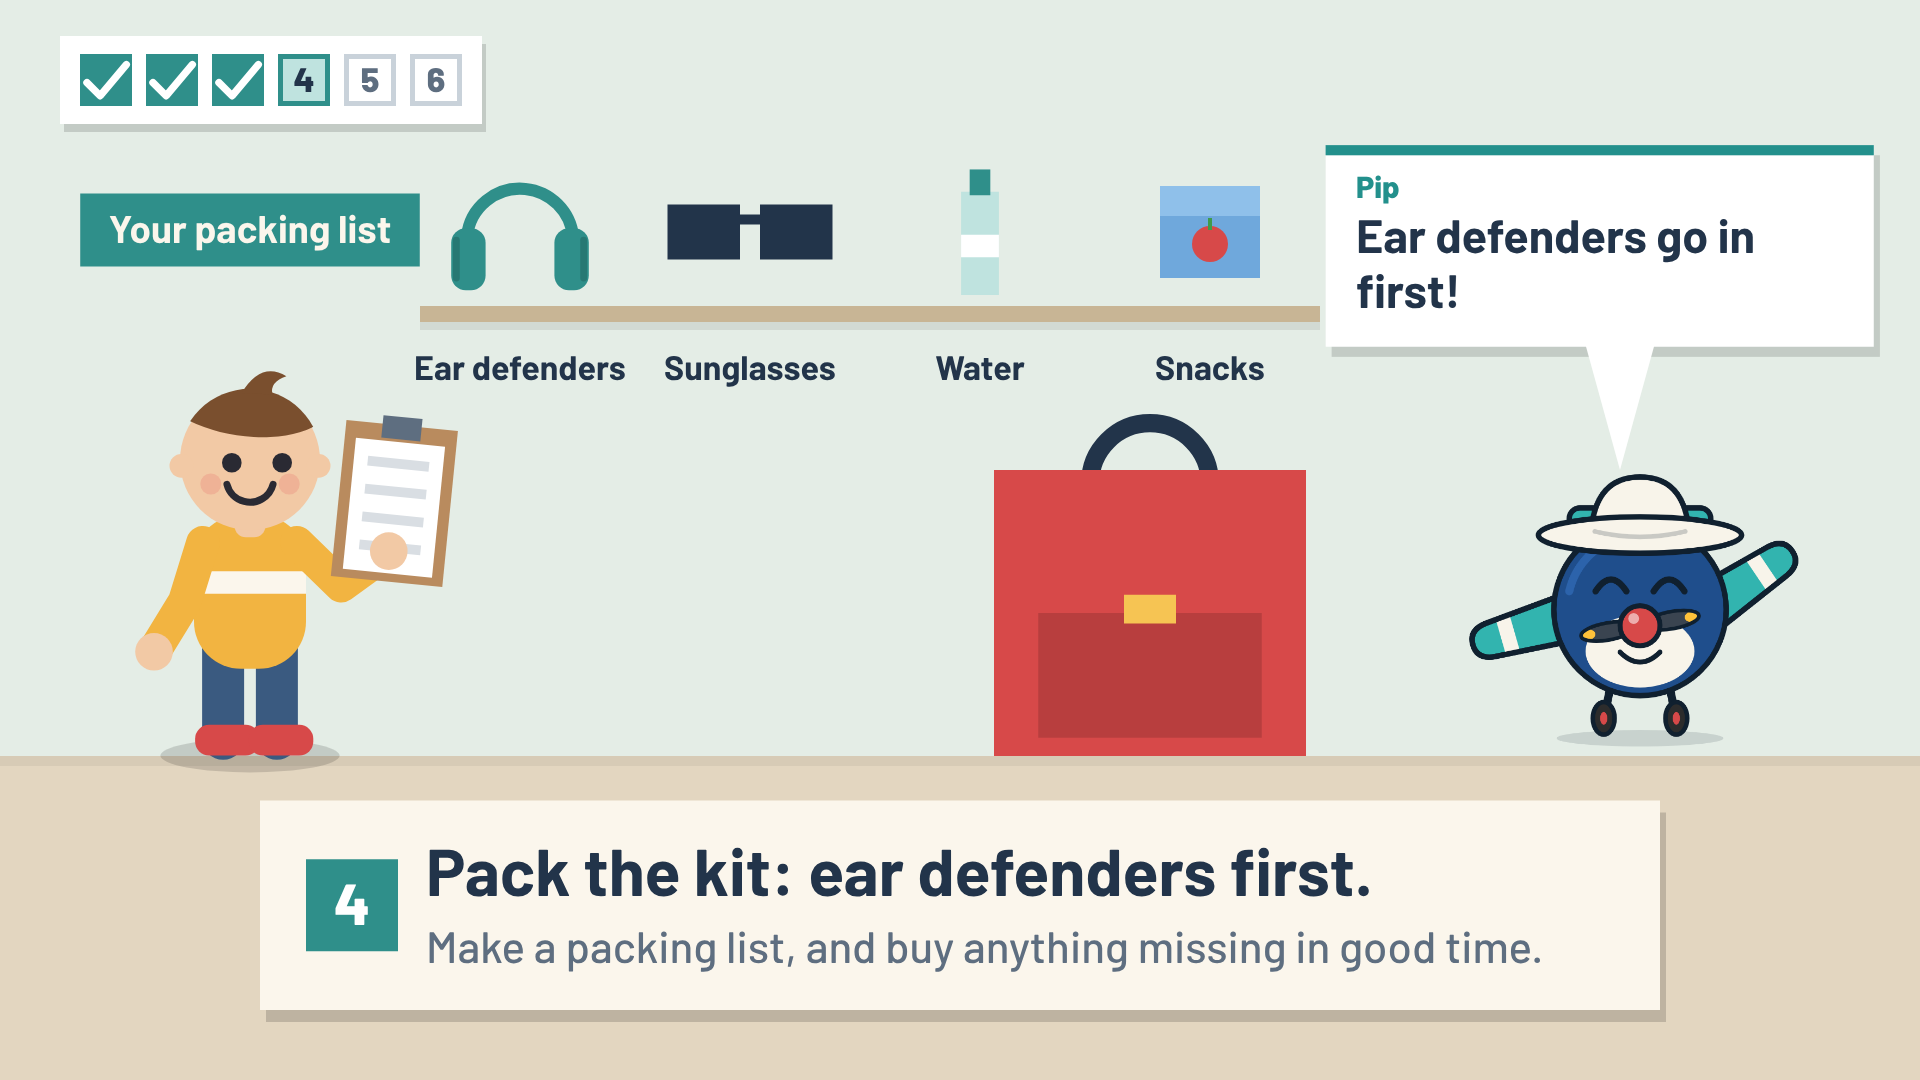 4 5 6
Your packing list
Pip
Ear defenders go in
first!
Ear defenders Sunglasses Water Snacks
4
Pack the kit: ear defenders first.
Make a packing list, and buy anything missing in good time.